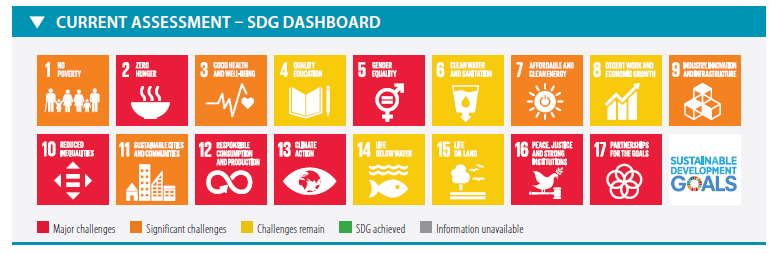 CURRENT ASSESSMENT – SDG DASHBOARD
1 NO
POVERTY
2 ZERO
HUNGER
3 GOOD HEALTH
AND WELL-BEING
4 QUALITY
EDUCATION
5 GENDER
EQUALITY
6 CLEAN WATER
AND SANITATION
7 AFFORDABLE AND
CLEAN ENERGY
8 DECENT WORK AND
ECONOMIC GROWTH
9 INDUSTRY, INNOVATION
AND INFRASTRUCTURE
10 REDUCED
INEQUALITIES
11 SUSTAINABLE CITIES
AND COMMUNITIES
12 RESPONSIBLE
CONSUMPTION
AND PRODUCTION
13 CLIMATE
ACTION
14 LIFE
BELOW WATER
15 LIFE
ON LAND
16 PEACE, JUSTICE
AND STRONG
INSTITUTIONS
17 PARTNERSHIPS
FOR THE GOALS
SUSTAINABLE
DEVELOPMENT
GOALS
Major challenges
Significant challenges
Challenges remain
SDG achieved
Information unavailable